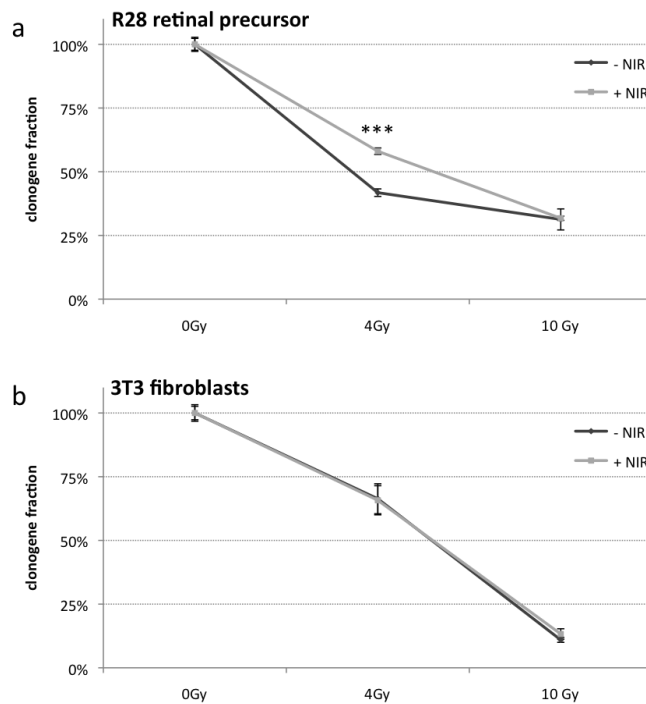 a
R28 retinal precursor
100%
75%
50%
25%
0%
clonogene fraction
***
- NIR
+ NIR
0Gy
4Gy
10 Gy
b
3T3 fibroblasts
100%
75%
50%
25%
0%
clonogene fraction
- NIR
+ NIR
0Gy
4Gy
10 Gy